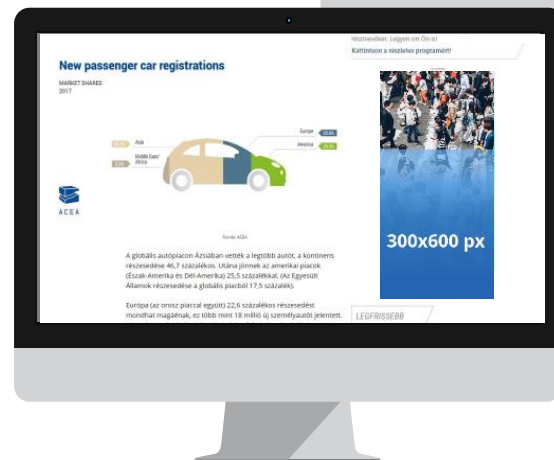 résztvevőket. Legyen ott Ön is!
Kattintson a részletes programért!
New passenger car registrations
MARKET SHARES
2017
Asia
Middle East/
Africa
Europe
America
ACEA
Forrás: ACEA
A globális autópiacon Ázsiában vették a legtöbb autót, a kontinens
részesedése 46,7 százalékos. Utána jönnek az amerikai piacok
(Észak-Amerika és Dél-Amerika) 25,5 százalékkal. (Az Egyesült
Államok részesedése a globális piacból 17,5 százalék).
Európa (az orosz piaccal együtt) 22,6 százalékos részesedést
mondhat magáénak, ez több mint 18 millió új személyautót jelentett.
300x600 px
LEGFRISSEBB